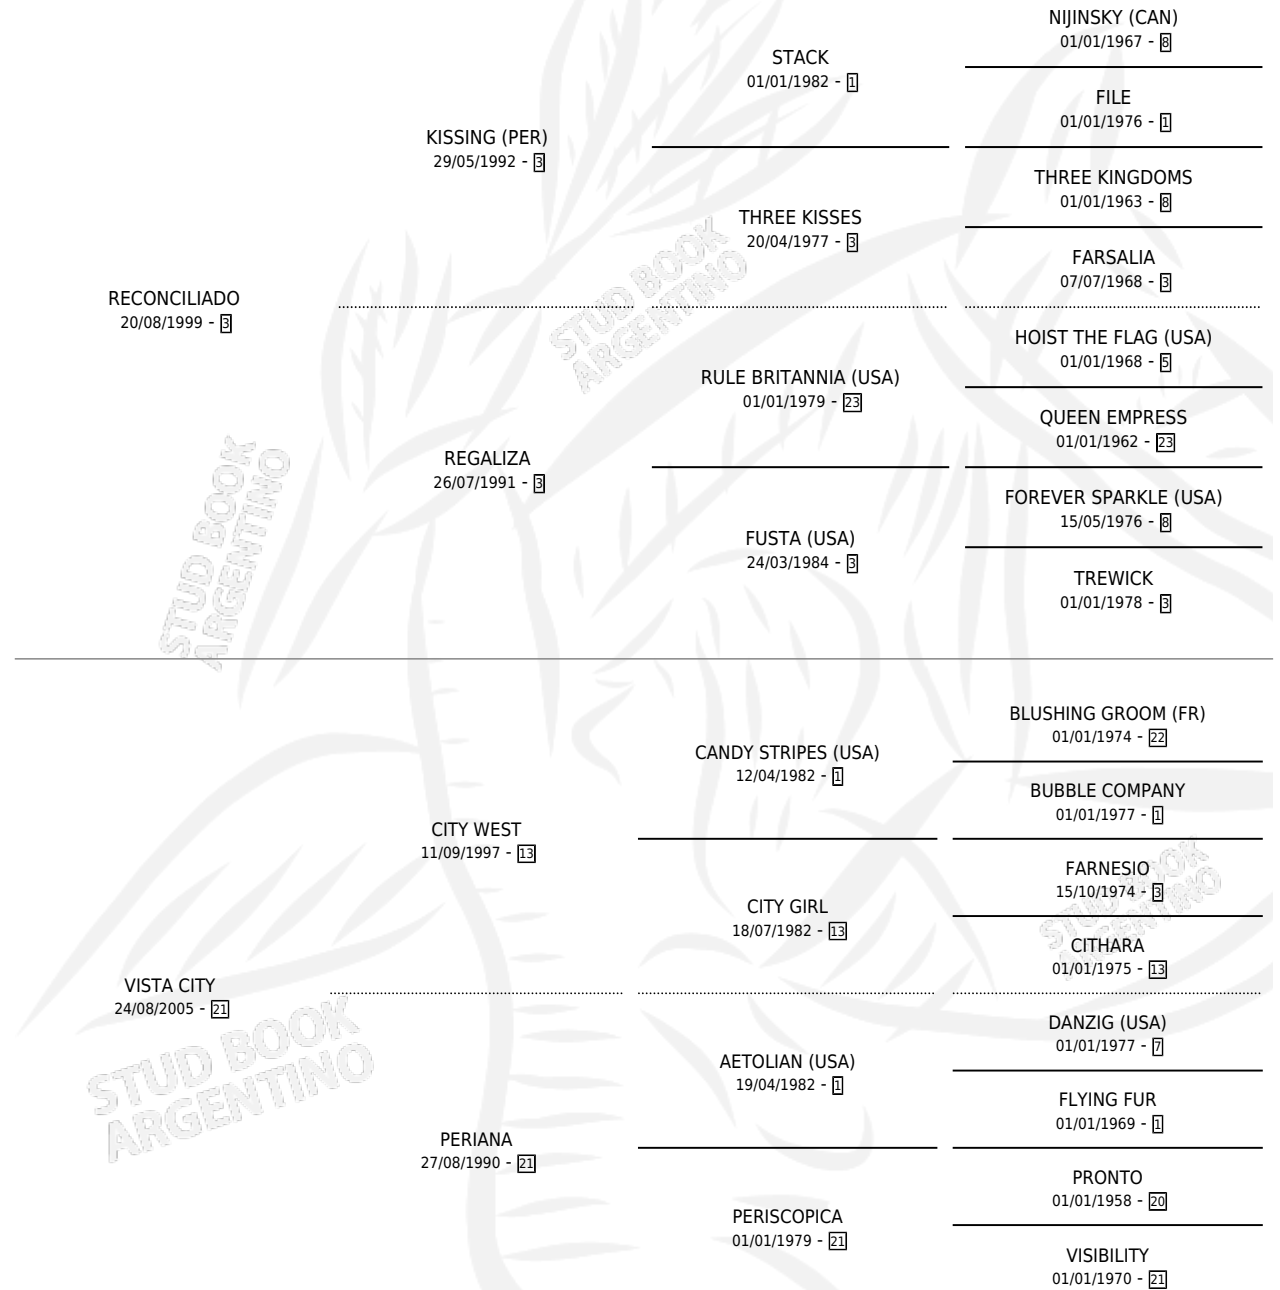 NIJINSKY (CAN)
01/01/1967 - 8
STACK
01/01/1982 - 1
FILE
01/01/1976 - 1
KISSING (PER)
29/05/1992 - 3
THREE KINGDOMS
01/01/1963 - 8
THREE KISSES
20/04/1977 - 3
FARSALIA
07/07/1968 - 3
RECONCILIADO
20/08/1999 - 3
HOIST THE FLAG (USA)
01/01/1968 - 5
RULE BRITANNIA (USA)
01/01/1979 - 23
QUEEN EMPRESS
01/01/1962 - 23
REGALIZA
26/07/1991 - 3
FOREVER SPARKLE (USA)
15/05/1976 - 8
FUSTA (USA)
24/03/1984 - 3
TREWICK
01/01/1978 - 3
STUD BOOK
ARGENTINO
STUD BOOK
ARGENTINO
BLUSHING GROOM (FR)
01/01/1974 - 22
CANDY STRIPES (USA)
12/04/1982 - 1
BUBBLE COMPANY
01/01/1977 - 1
CITY WEST
11/09/1997 - 13
FARNESIO
15/10/1974 - 3
CITY GIRL
18/07/1982 - 13
CITHARA
01/01/1975 - 13
VISTA CITY
24/08/2005 - 21
DANZIG (USA)
01/01/1977 - 7
AETOLIAN (USA)
19/04/1982 - 1
FLYING FUR
01/01/1969 - 1
PERIANA
27/08/1990 - 21
PRONTO
01/01/1958 - 20
PERISCOPICA
01/01/1979 - 21
VISIBILITY
01/01/1970 - 21
STUD BOOK
ARGENTINO
STUD BOOK
ARGENTINO